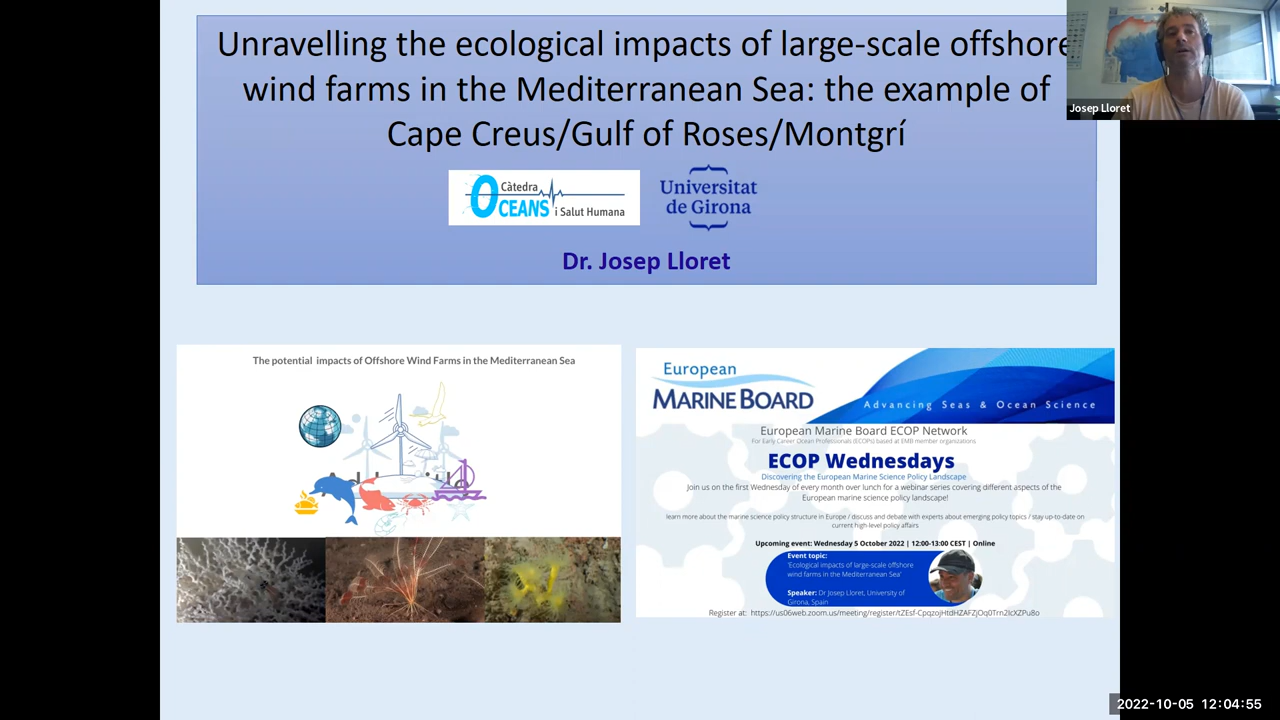 Unravelling the ecological impacts of large-scale offshore
wind farms in the Mediterranean Sea: the example of
Cape Creus/Gulf of Roses/Montgrí
Josep Lloret
Càtedra
OCEANS
i Salut Humana
Universitat
de Girona
Dr. Josep Lloret
The potential impacts of Offshore Wind Farms in the Mediterranean Sea
European
MARINE BOARD
Advancing Seas & Ocean Science
European Marine Board ECOP Network
For Early Career Ocean Professionals (ECOPs) based at EMB member organizations
ECOP Wednesdays
Discovering the European Marine Science Policy Landscape
Join us on the first Wednesday of every month over lunch for a webinar series covering different aspects of the
European marine science policy landscape!
learn more about the marine science policy structure in Europe / discuss and debate with experts about emerging policy topics / stay up-to-date on
current high-level policy affairs
Upcoming event: Wednesday 5 October 2022 | 12:00-13:00 CEST | Online
Event topic:
'Ecological impacts of large-scale offshore
wind farms in the Mediterranean Sea'
Speaker: Dr Josep Lloret, University of
Girona, Spain
Register at:
2022-10-05 12:04:55